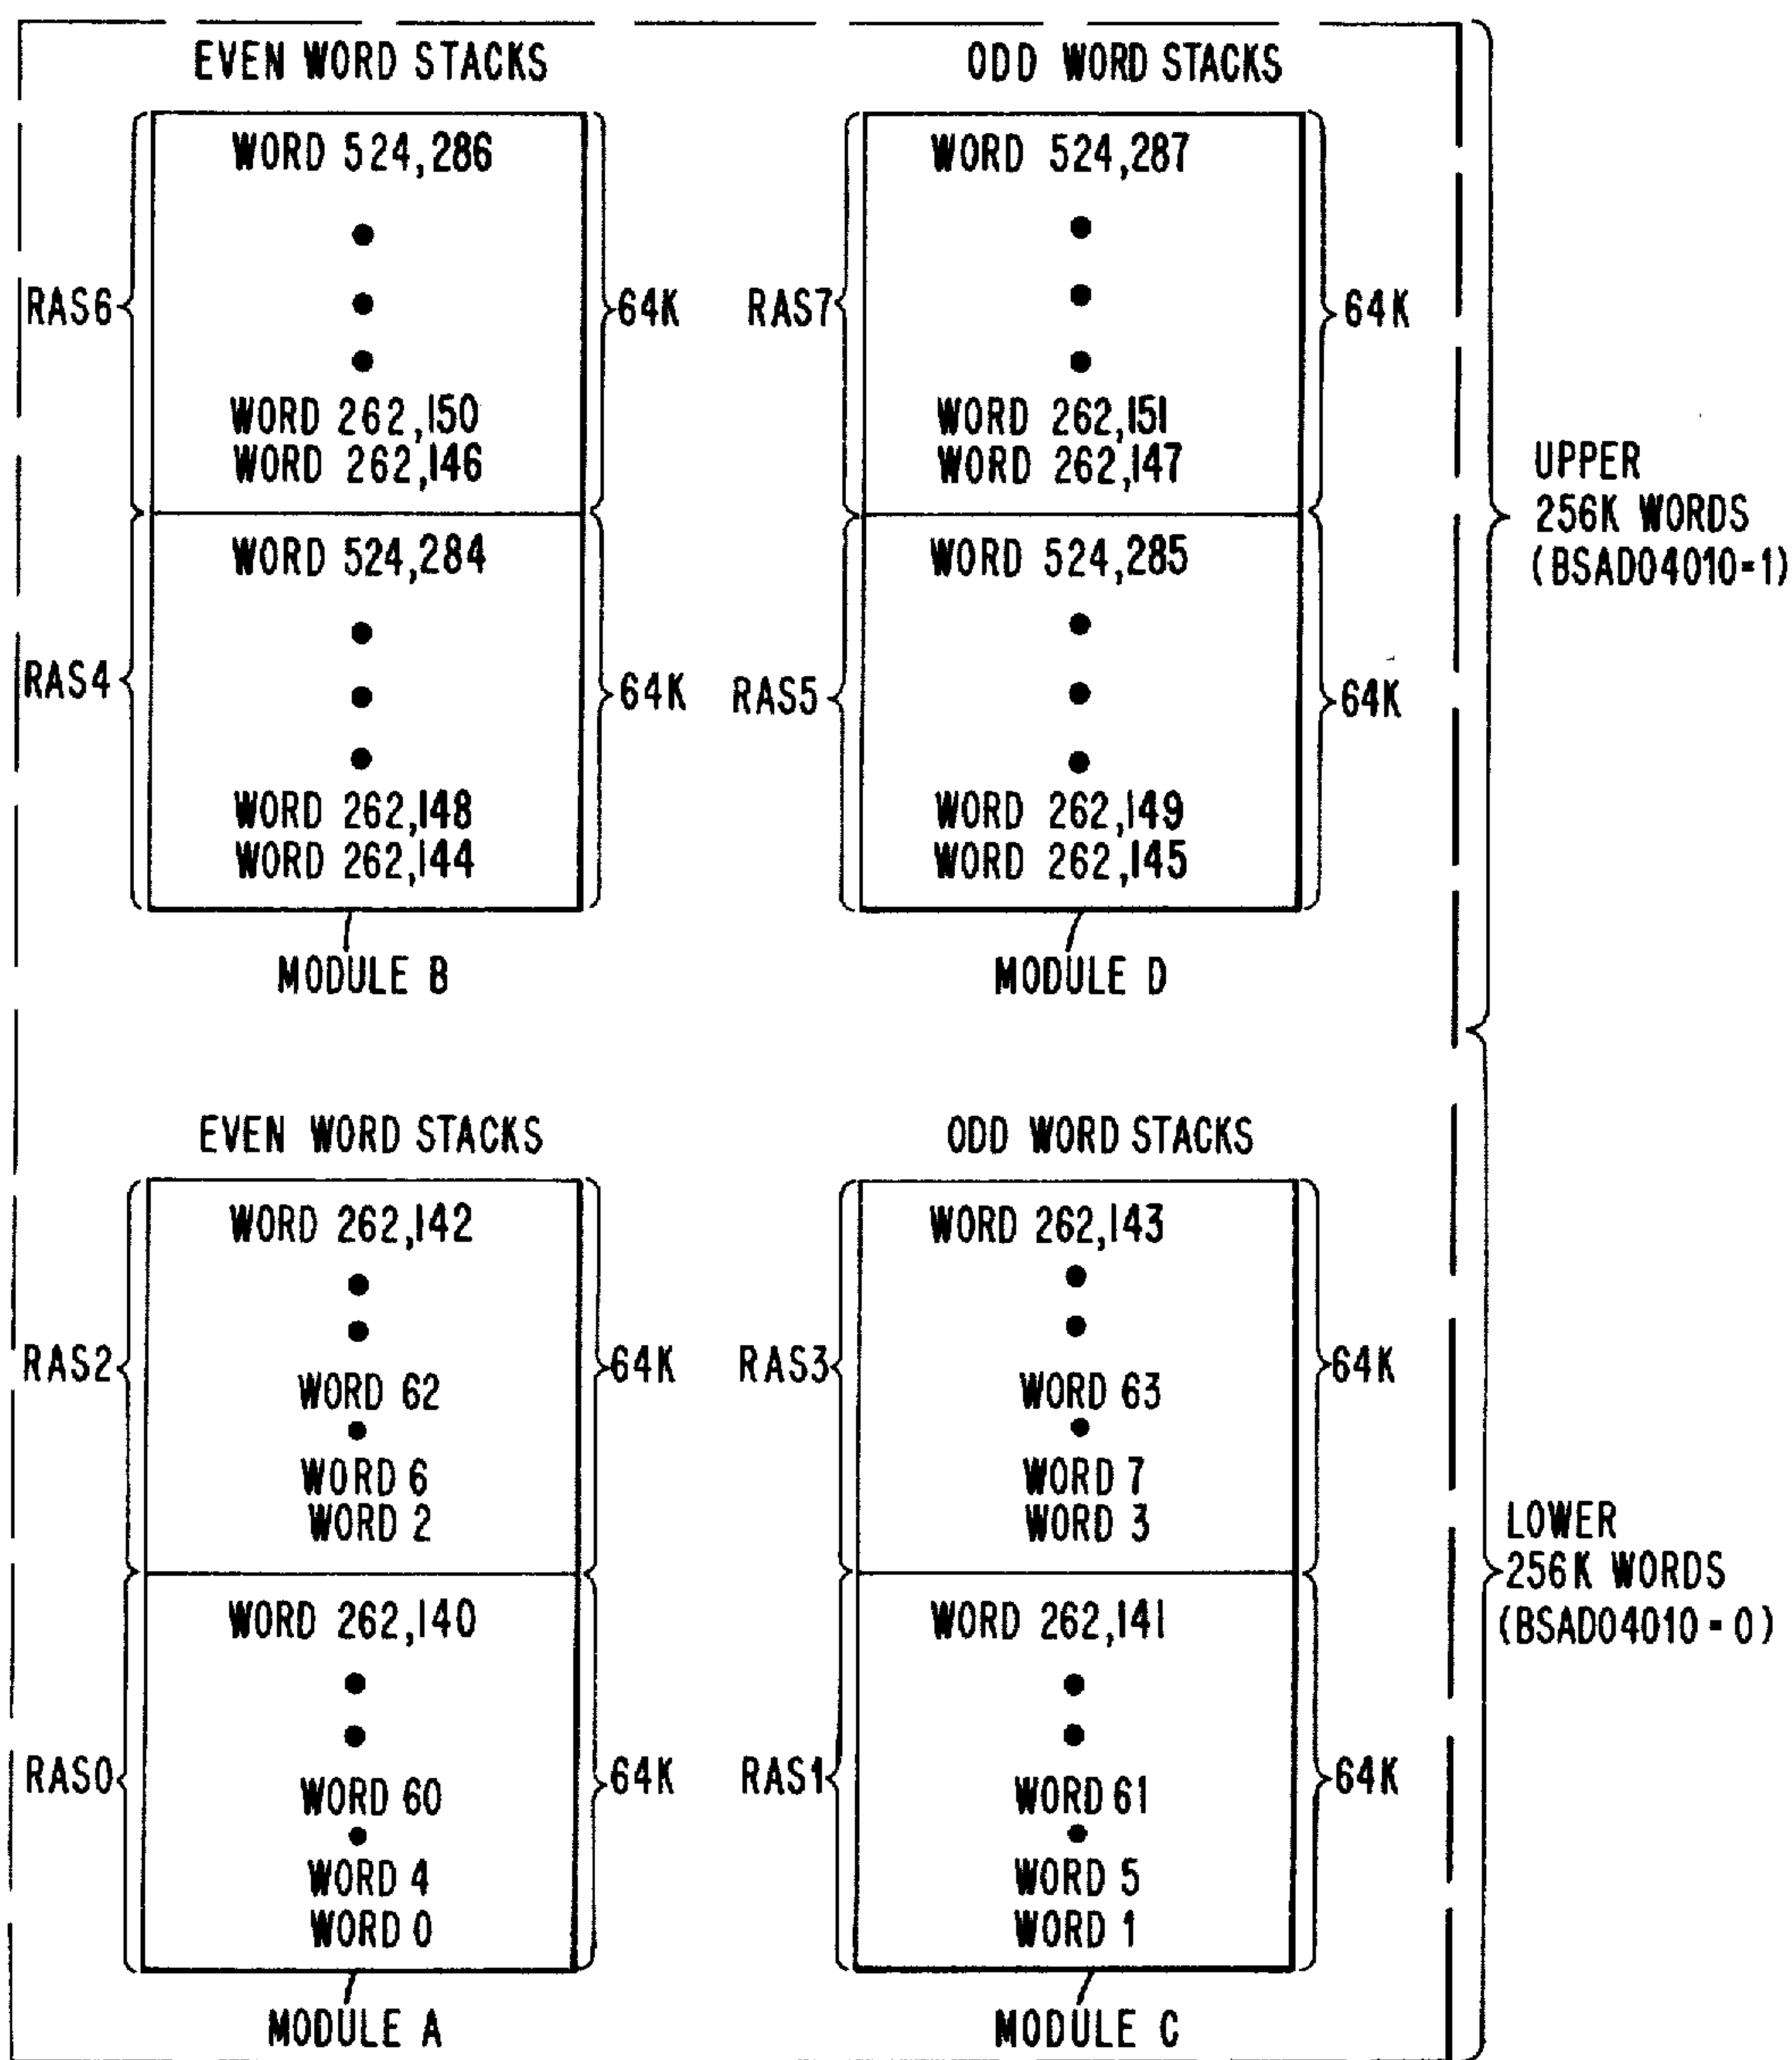 EVEN WORD STACKS
ODD WORD STACKS
WORD 524,286
WORD 524,287
RAS6
64K
RAS7
64K
WORD 262,150
WORD 262,151
WORD 262,146
WORD 262,147
UPPER
256K WORDS
(BSAD04010=1)
WORD 524,284
WORD 524,285
RAS4
64K
RAS5
64K
WORD 262,148
WORD 262,149
WORD 262,144
WORD 262,145
MODULE B
MODULE D
EVEN WORD STACKS
ODD WORD STACKS
WORD 262,142
WORD 262,143
RAS2
64K
RAS3
64K
WORD 62
WORD 63
WORD 6
WORD 7
WORD 2
WORD 3
LOWER
256K WORDS
(BSAD04010=0)
WORD 262,140
WORD 262,141
RAS0
64K
RAS1
64K
WORD 60
WORD 61
WORD 4
WORD 5
WORD 0
WORD 1
MODULE A
MODULE C